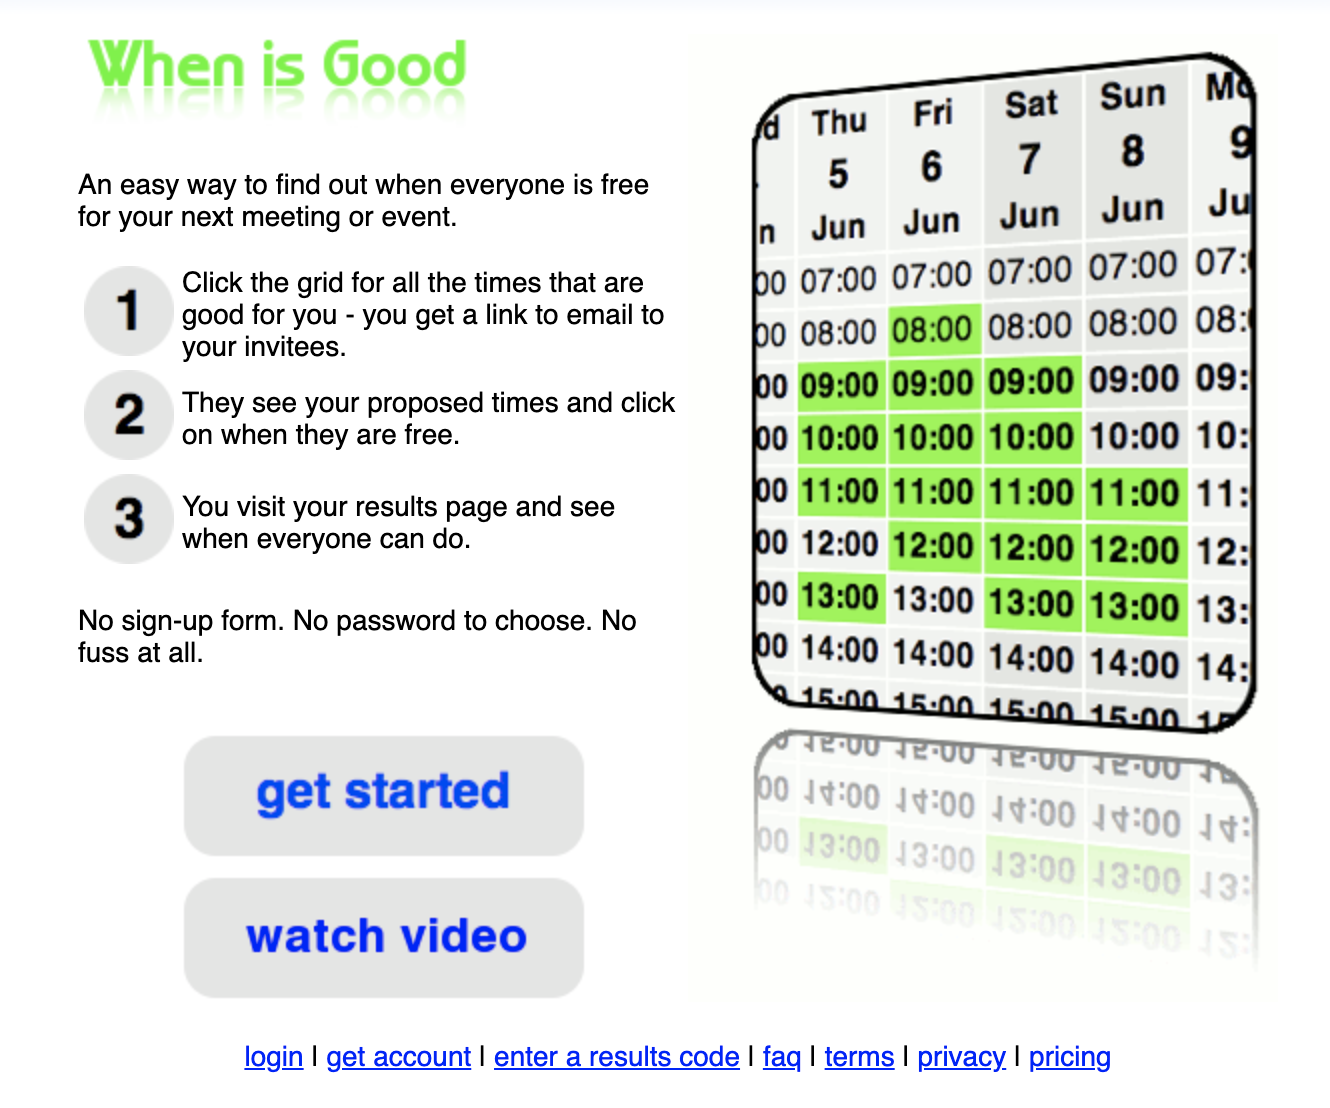 When is Good
An easy way to find out when everyone is free
for your next meeting or event.
1
Click the grid for all the times that are
good for you - you get a link to email to
your invitees.
2
They see your proposed times and click
on when they are free.
3
You visit your results page and see
when everyone can do.
No sign-up form. No password to choose. No
fuss at all.
get started
watch video
d Thu Fri Sat Sun Mo
5 6 7 8 9
n Jun Jun Jun Jun Ju
00 07:00 07:00 07:00 07:00 07:
00 08:00 08:00 08:00 08:00 08:
00 09:00 09:00 09:00 09:00 09:
00 10:00 10:00 10:00 10:00 10:
00 11:00 11:00 11:00 11:00 11:
00 12:00 12:00 12:00 12:00 12:
00 13:00 13:00 13:00 13:00 13:
00 14:00 14:00 14:00 14:00 14:
0 15:00 15:00 15:00 15:00 15
login | get account | enter a results code | faq | terms | privacy | pricing